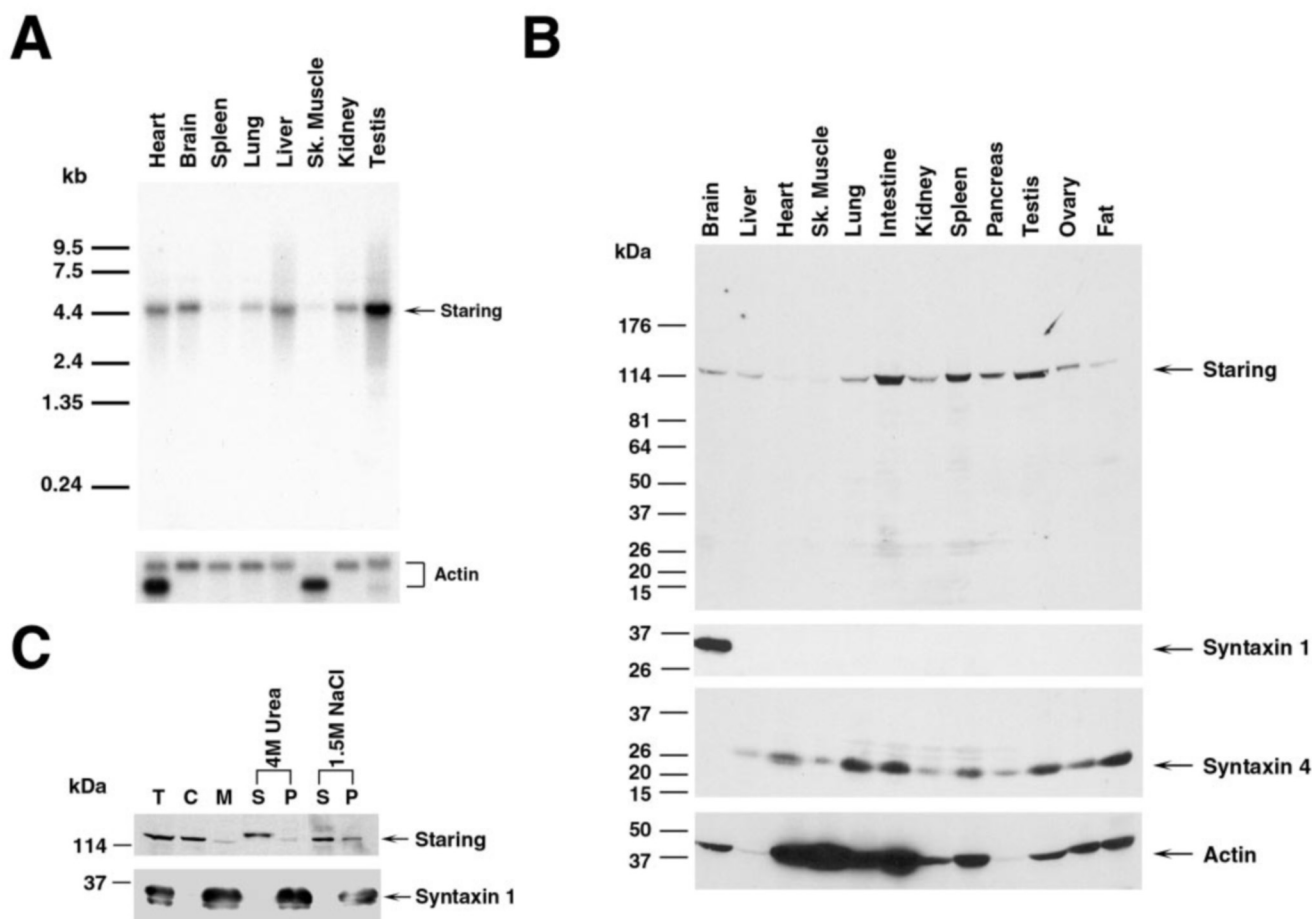 A
Heart
Brain
Spleen
Lung
Liver
Sk. Muscle
Kidney
Testis
kb
9.5
7.5
4.4
2.4
1.35
0.24
Staring
Actin
B
Brain
Liver
Heart
Sk. Muscle
Lung
Intestine
Kidney
Spleen
Pancreas
Testis
Ovary
Fat
kDa
176
114
81
64
50
37
26
20
15
Staring
37
26
Syntaxin 1
37
26
20
15
Syntaxin 4
50
37
Actin
C
4M Urea
1.5M NaCl
kDa
T C M S P S P
114
Staring
37
Syntaxin 1